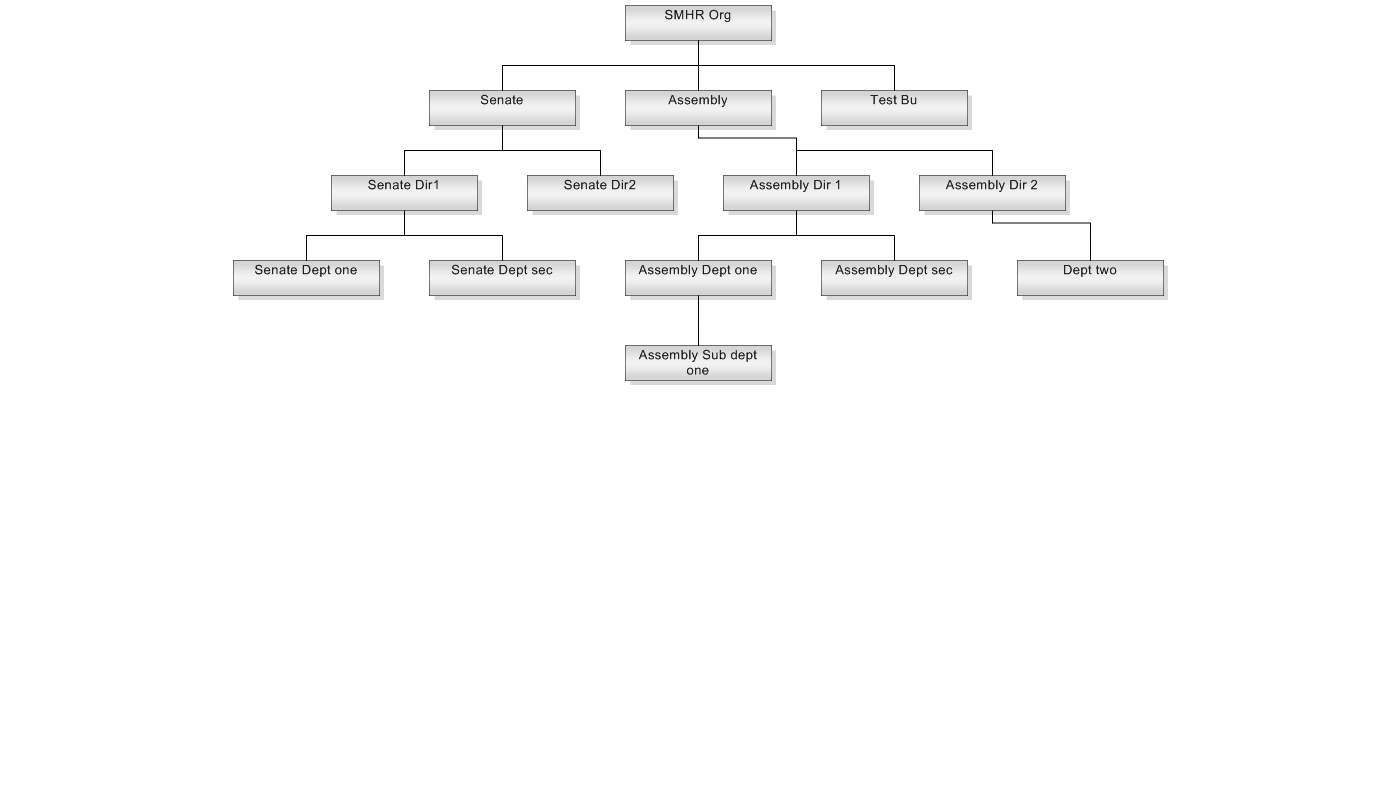 SMHR Org
Senate
Assembly
Test Bu
Senate Dir1
Senate Dir2
Assembly Dir 1
Assembly Dir 2
Senate Dept one
Senate Dept sec
Assembly Dept one
Assembly Dept sec
Dept two
Assembly Sub dept
one